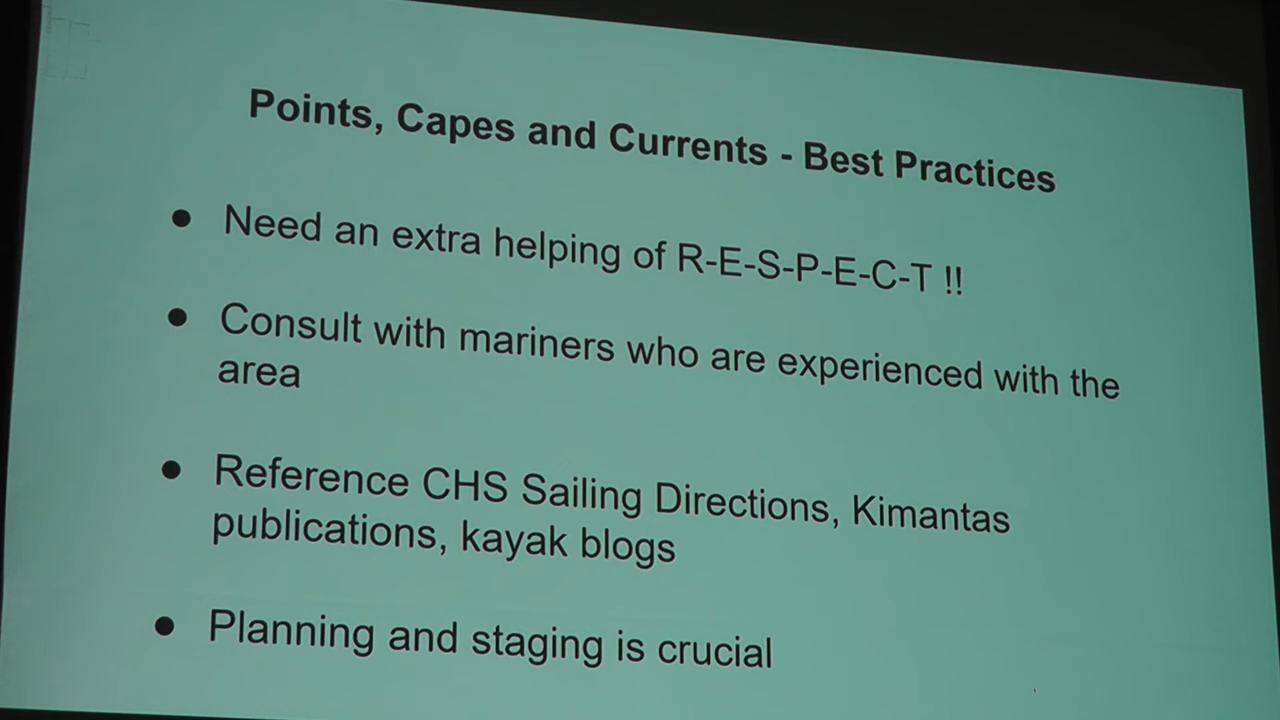 Points, Capes and Currents - Best Practices
● Need an extra helping of R-E-S-P-E-C-T !!
● Consult with mariners who are experienced with the
area
● Reference CHS Sailing Directions, Kimantas
publications, kayak blogs
● Planning and staging is crucial